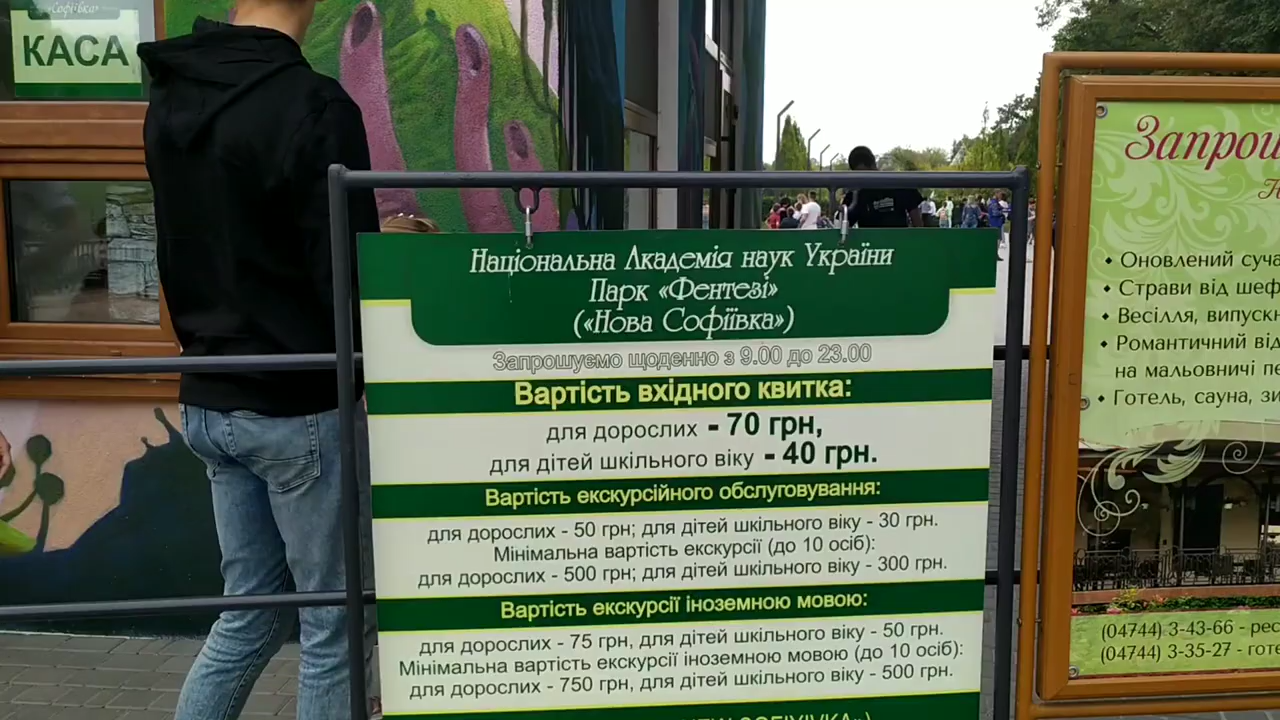 «Софіївка»
КАСА
Національна Академія наук України
Парк «Фентезі»
(«Нова Софіївка»)
Запрошуємо щоденно з 9.00 до 23.00
Вартість вхідного квитка:
для дорослих - 70 грн,
для дітей шкільного віку - 40 грн.
Вартість екскурсійного обслуговування:
для дорослих - 50 грн; для дітей шкільного віку - 30 грн.
Мінімальна вартість екскурсії (до 10 осіб):
для дорослих - 500 грн; для дітей шкільного віку - 300 грн.
Вартість екскурсії іноземною мовою:
для дорослих - 75 грн, для дітей шкільного віку - 50 грн.
Мінімальна вартість екскурсії іноземною мовою (до 10 осіб):
для дорослих - 750 грн, для дітей шкільного віку - 500 грн.
Запрош
• Оновлений суча
• Страви від шеф
• Весілля, випускн
• Романтичний від
на мальовничі пе
• Готель, сауна, зи
(04744) 3-43-66 - рес
(04744) 3-35-27 - готе